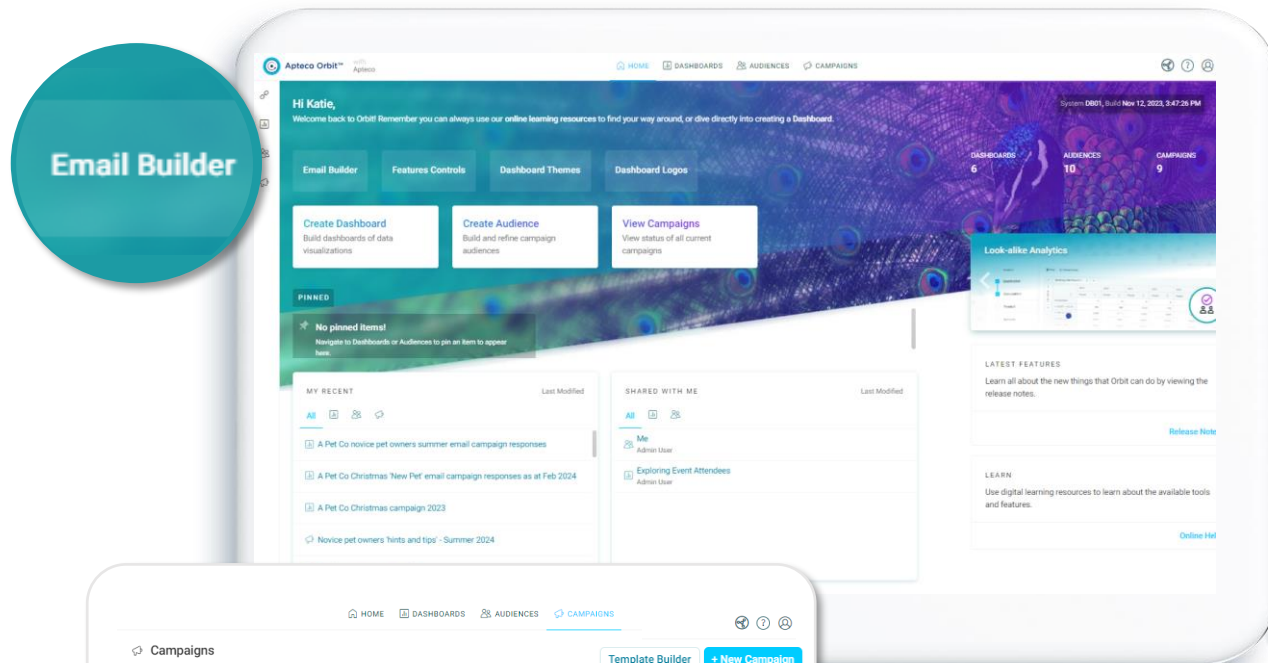 Email Builder
Apteco Orbit™
Apteco
HOME
DASHBOARDS
AUDIENCES
CAMPAIGNS
Hi Katie,
Welcome back to Orbit! Remember you can always use our online learning resources to find your way around, or dive directly into creating a Dashboard.
System DB01, Build Nov 12, 2023, 3:47:26 PM
DASHBOARDS
6
AUDIENCES
10
CAMPAIGNS
9
Email Builder
Features Controls
Dashboard Themes
Dashboard Logos
Create Dashboard
Build dashboards of data
visualizations
Create Audience
Build and refine campaign
audiences
View Campaigns
View status of all current
campaigns
Look-alike Analytics
PINNED
No pinned items!
Navigate to Dashboards or Audiences to pin an item to appear
here.
MY RECENT
Last Modified
All
A Pet Co novice pet owners summer email campaign responses
A Pet Co Christmas 'New Pet' email campaign responses as at Feb 2024
A Pet Co Christmas campaign 2023
Novice pet owners 'hints and tips' - Summer 2024
SHARED WITH ME
Last Modified
All
Me
Admin User
Exploring Event Attendees
Admin User
LATEST FEATURES
Learn all about the new things that Orbit can do by viewing the
release notes.
Release Note
LEARN
Use digital learning resources to learn about the available tools
and features.
Online Hel
HOME
DASHBOARDS
AUDIENCES
CAMPAIGNS
Campaigns
Template Builder
+ New Campaign